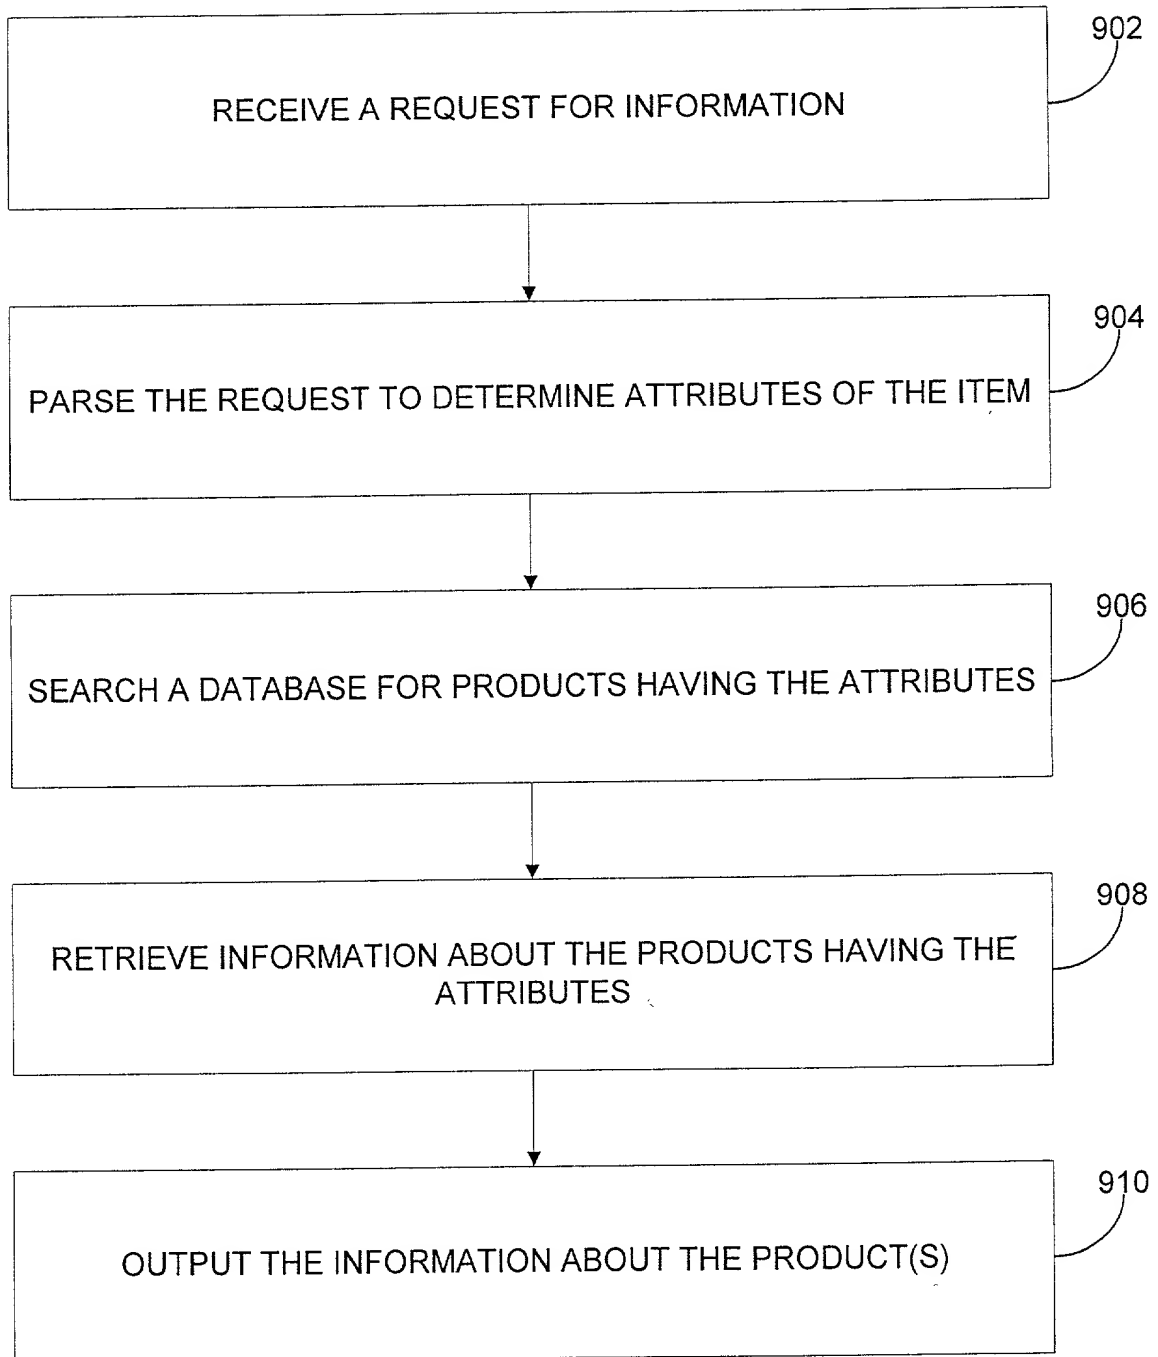 902
RECEIVE A REQUEST FOR INFORMATION
904
PARSE THE REQUEST TO DETERMINE ATTRIBUTES OF THE ITEM
906
SEARCH A DATABASE FOR PRODUCTS HAVING THE ATTRIBUTES
908
RETRIEVE INFORMATION ABOUT THE PRODUCTS HAVING THE
ATTRIBUTES
910
OUTPUT THE INFORMATION ABOUT THE PRODUCT(S)